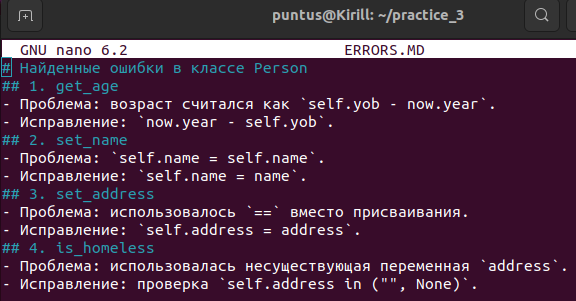 puntus@Kirill: ~/practice_3
GNU nano 6.2 ERRORS.MD
# Найденные ошибки в классе Person
## 1. get_age
- Проблема: возраст считался как `self.yob - now.year`.
- Исправление: `now.year - self.yob`.
## 2. set_name
- Проблема: `self.name = self.name`.
- Исправление: `self.name = name`.
## 3. set_address
- Проблема: использовалось `==` вместо присваивания.
- Исправление: `self.address = address`.
## 4. is_homeless
- Проблема: использовалась несуществующая переменная `address`.
- Исправление: проверка `self.address in ("", None)`.